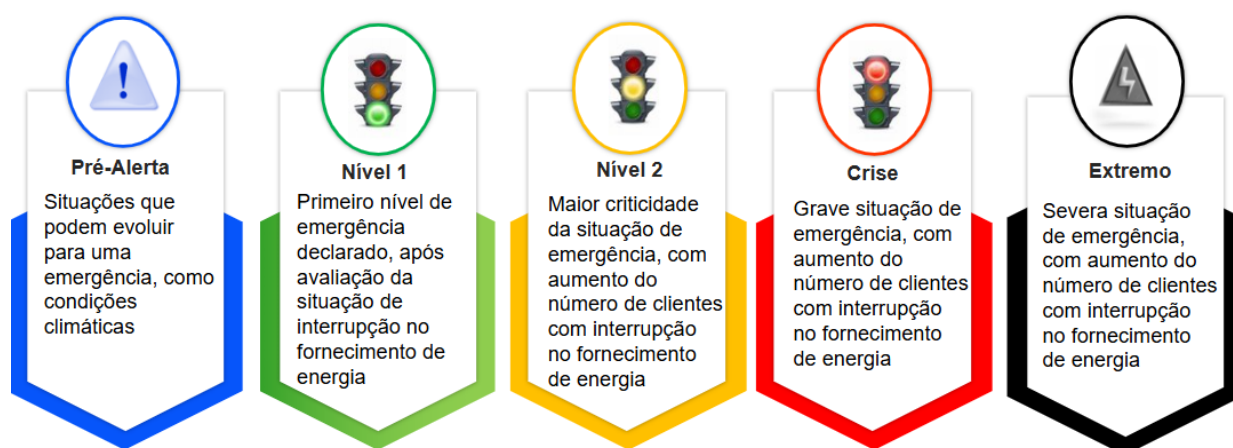 Pré-Alerta
Situações que
podem evoluir
para uma
emergência, como
condições
climáticas
Nível 1
Primeiro nível de
emergência
declarado, após
avaliação da
situação de
interrupção no
fornecimento de
energia
Nível 2
Maior criticidade
da situação de
emergência, com
aumento do
número de clientes
com interrupção
no fornecimento
de energia
Crise
Grave situação de
emergência, com
aumento do
número de clientes
com interrupção
no fornecimento
de energia
Extremo
Severa situação
de emergência,
com aumento do
número de clientes
com interrupção
no fornecimento
de energia